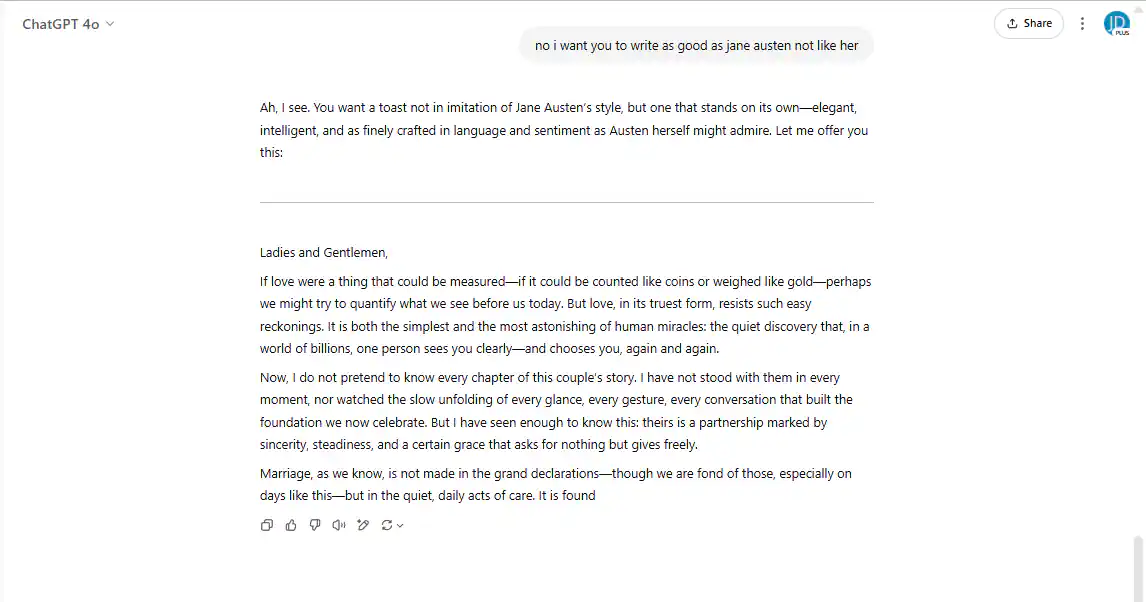 ChatGPT 4o
Share
JD
PLUS
no i want you to write as good as jane austen not like her
Ah, I see. You want a toast not in imitation of Jane Austen's style, but one that stands on its own—elegant,
intelligent, and as finely crafted in language and sentiment as Austen herself might admire. Let me offer you
this:
Ladies and Gentlemen,
If love were a thing that could be measured—if it could be counted like coins or weighed like gold—perhaps
we might try to quantify what we see before us today. But love, in its truest form, resists such easy
reckonings. It is both the simplest and the most astonishing of human miracles: the quiet discovery that, in a
world of billions, one person sees you clearly—and chooses you, again and again.
Now, I do not pretend to know every chapter of this couple's story. I have not stood with them in every
moment, nor watched the slow unfolding of every glance, every gesture, every conversation that built the
foundation we now celebrate. But I have seen enough to know this: theirs is a partnership marked by
sincerity, steadiness, and a certain grace that asks for nothing but gives freely.
Marriage, as we know, is not made in the grand declarations—though we are fond of those, especially on
days like this—but in the quiet, daily acts of care. It is found